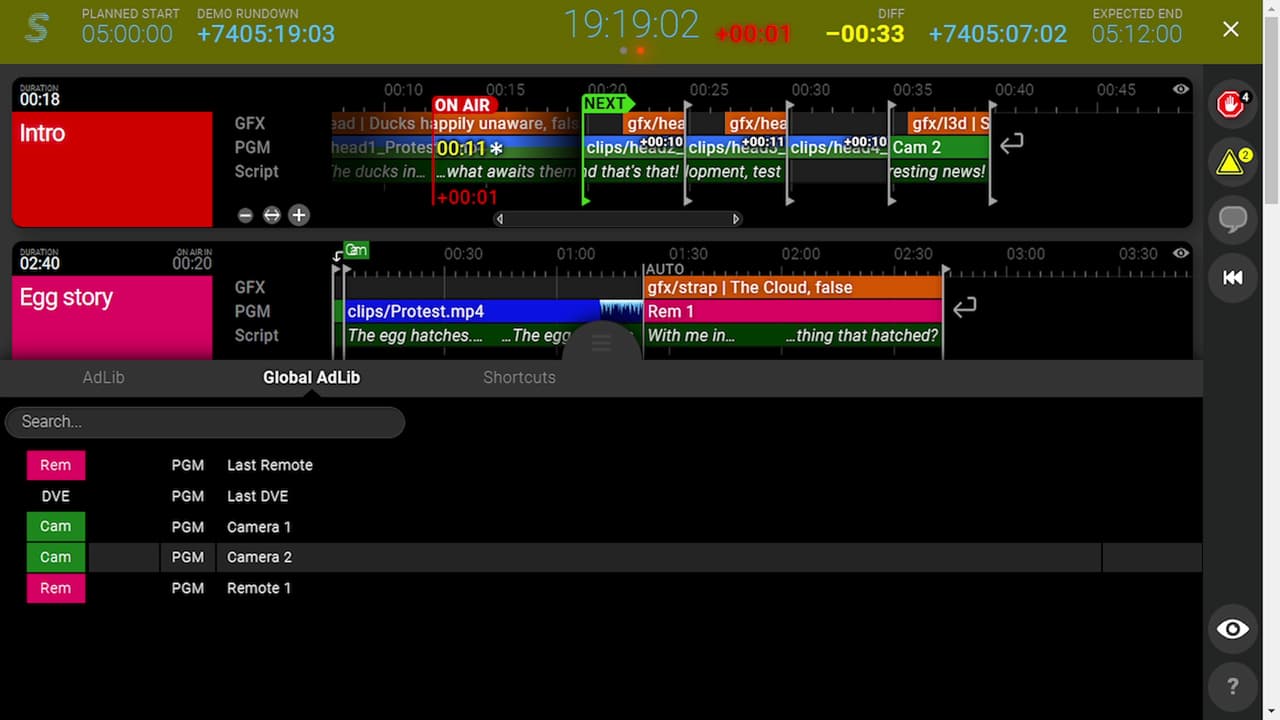 PLANNED START DEMO RUNDOWN DIFF EXPECTED END
05:00:00 +7405:19:03 19:19:02 +00:01 −00:33 +7405:07:02 05:12:00
DURATION
00:18
00:10 00:15 00:20 00:25 00:30 00:35 00:40 00:45
ON AIR NEXT
Intro
GFX ead | Ducks happily unaware, fals gfx/hea gfx/hea gfx/l3d | S
PGM head1_Protes 00:11 * clips/head2_ +00:10 clips/head3_ +00:11 clips/head4_ +00:10 Cam 2
Script The ducks in... ...what awaits them nd that's that! lopment, test resting news!
+00:01
4
2
DURATION ON AIR IN
02:40 00:20
Cam 00:30 01:00 01:30 02:00 02:30 03:00 03:30
AUTO
Egg story
GFX gfx/strap | The Cloud, false
PGM clips/Protest.mp4 Rem 1
Script The egg hatches.... ...The egg With me in... ...thing that hatched?
AdLib Global AdLib Shortcuts
Search...
Rem PGM Last Remote
DVE PGM Last DVE
Cam PGM Camera 1
Cam PGM Camera 2
Rem PGM Remote 1
?